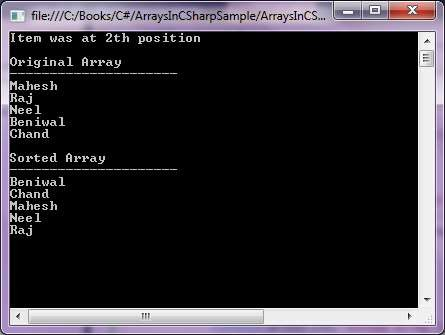 file:///C:/Books/C#/ArraysInCSharpSample/ArraysInCS...
Item was at 2th position
Original Array
---------------------
Mahesh
Raj
Neel
Beniwal
Chand
Sorted Array
---------------------
Beniwal
Chand
Mahesh
Neel
Raj